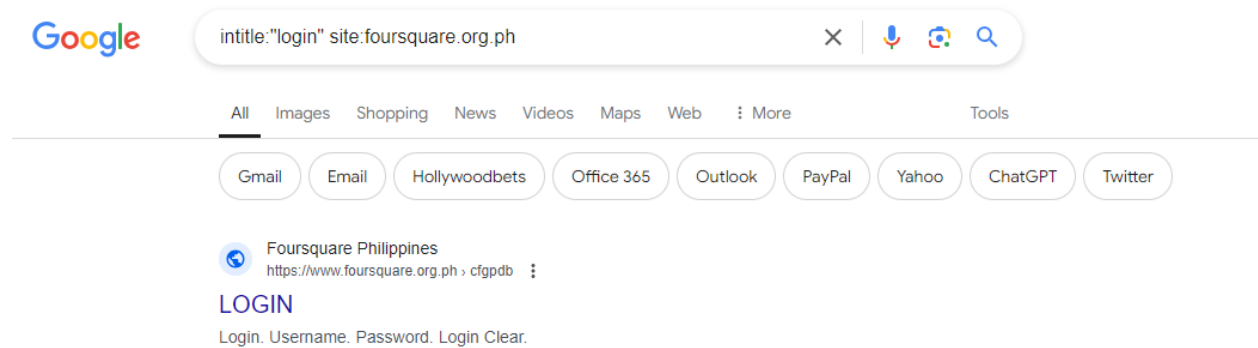 Google
intitle:"login" site:foursquare.org.ph
All Images Shopping News Videos Maps Web More Tools
Gmail Email Hollywoodbets Office 365 Outlook PayPal Yahoo ChatGPT Twitter
Foursquare Philippines
https://www.foursquare.org.ph › cfgpdb
LOGIN
Login. Username. Password. Login Clear.